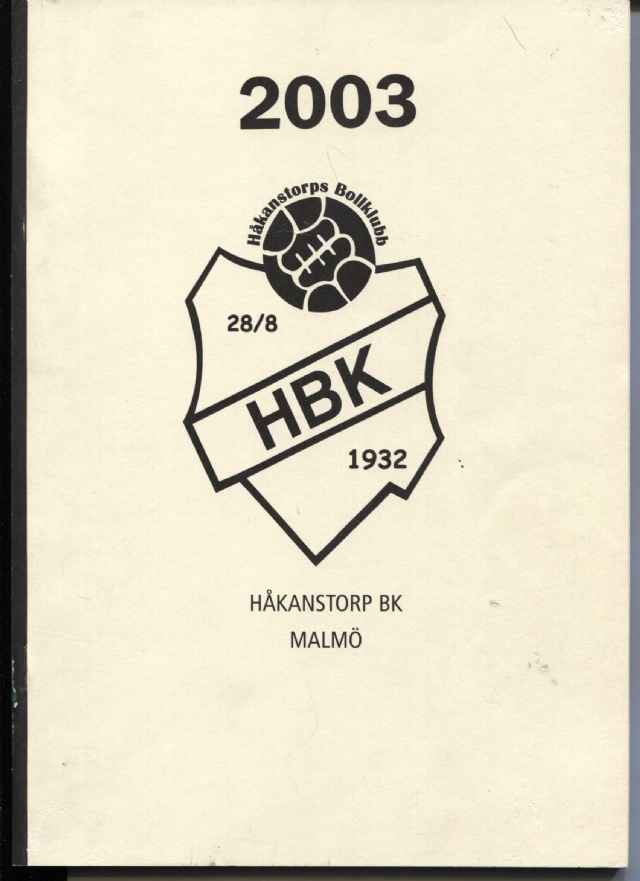 2003
Håkanstorps Bollklubb
28/8
HBK
1932
HÅKANSTORP BK
MALMÖ